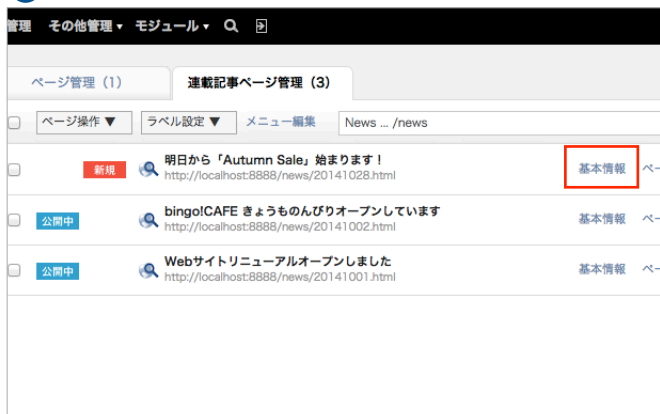 管理 その他管理▼ モジュール▼
ページ管理（1） 連載記事ページ管理（3）
ページ操作 ▼ ラベル設定 ▼ メニュー編集 News ... /news
新規 明日から「Autumn Sale」始まります！ 基本情報 ペー
http://localhost:8888/news/20141028.html
公開中 bingo!CAFE きょうものんびりオープンしています 基本情報 ペー
http://localhost:8888/news/20141002.html
公開中 Webサイトリニューアルオープンしました 基本情報 ペー
http://localhost:8888/news/20141001.html